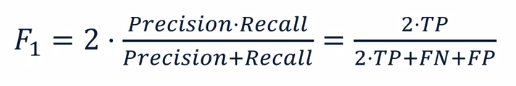 F₁ = 2 · Precision·Recall / Precision+Recall = 2·TP / 2·TP+FN+FP